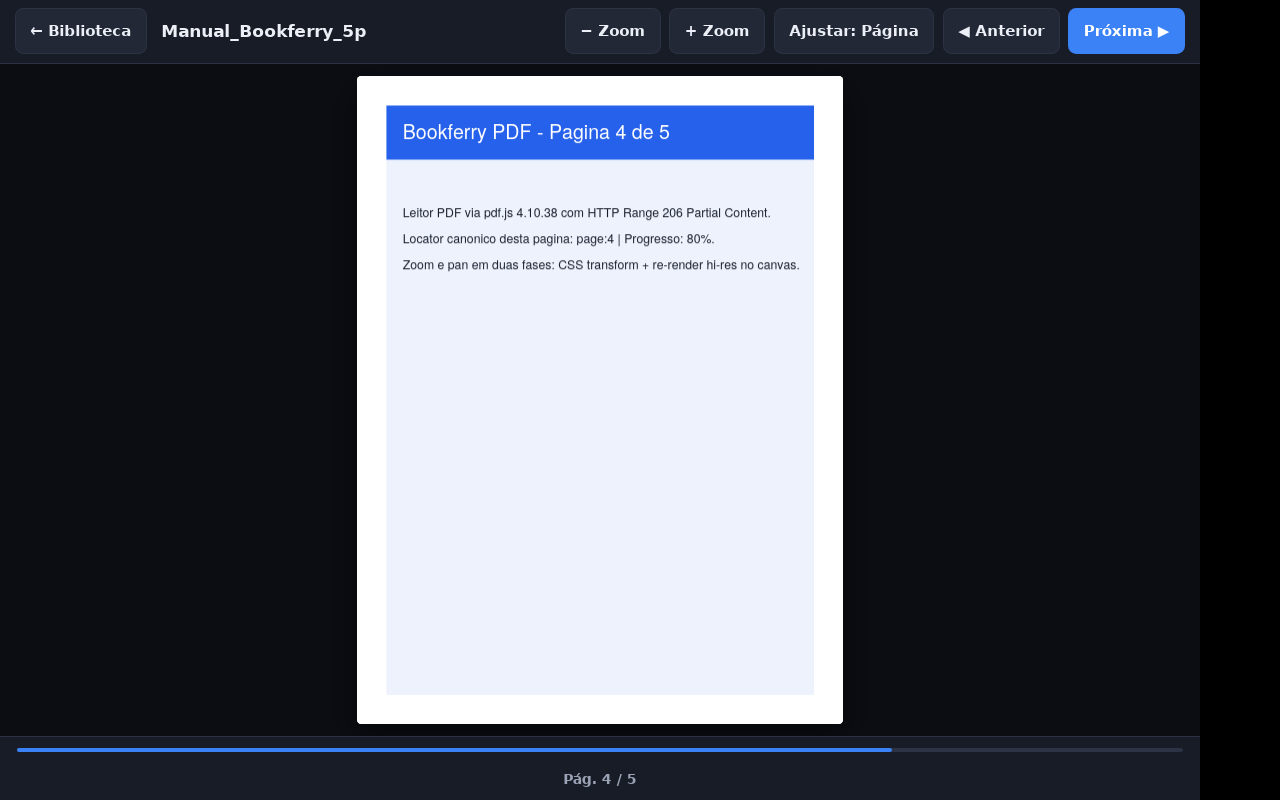 ← Biblioteca
Manual_Bookferry_5p
− Zoom
+ Zoom
Ajustar: Página
◀ Anterior
Próxima ▶
Bookferry PDF - Pagina 4 de 5
Leitor PDF via pdf.js 4.10.38 com HTTP Range 206 Partial Content.
Locator canonico desta pagina: page:4 | Progresso: 80%.
Zoom e pan em duas fases: CSS transform + re-render hi-res no canvas.
Pág. 4 / 5